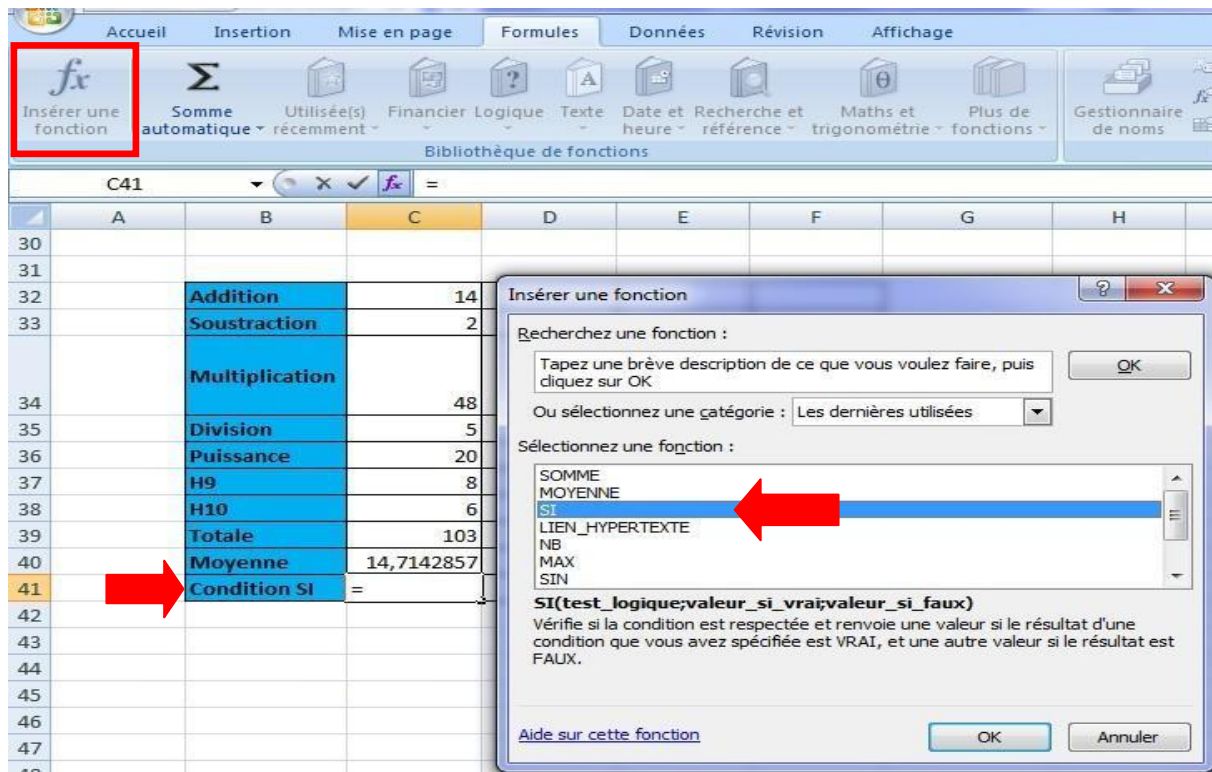 Accueil Insertion Mise en page Formules Données Révision Affichage
fx Σ ? A θ
Insérer une fonction
Somme automatique
Utilisée(s) récemment
Financier
Logique
Texte
Date et heure
Recherche et référence
Maths et trigonométrie
Plus de fonctions
Gestionnaire de noms
Bibliothèque de fonctions
C41 fx =
A B C D E F G H
30
31
32 Addition 14
33 Soustraction 2
34 Multiplication 48
35 Division 5
36 Puissance 20
37 H9 8
38 H10 6
39 Totale 103
40 Moyenne 14,7142857
41 Condition SI =
42
43
44
45
46
47
Insérer une fonction ? X
Recherchez une fonction :
Tapez une brève description de ce que vous voulez faire, puis
cliquez sur OK
OK
Ou sélectionnez une catégorie : Les dernières utilisées
Sélectionnez une fonction :
SOMME
MOYENNE
SI
LIEN_HYPERTEXTE
NB
MAX
SIN
SI(test_logique;valeur_si_vrai;valeur_si_faux)
Vérifie si la condition est respectée et renvoie une valeur si le résultat d'une
condition que vous avez spécifiée est VRAI, et une autre valeur si le résultat est
FAUX.
Aide sur cette fonction
OK
Annuler